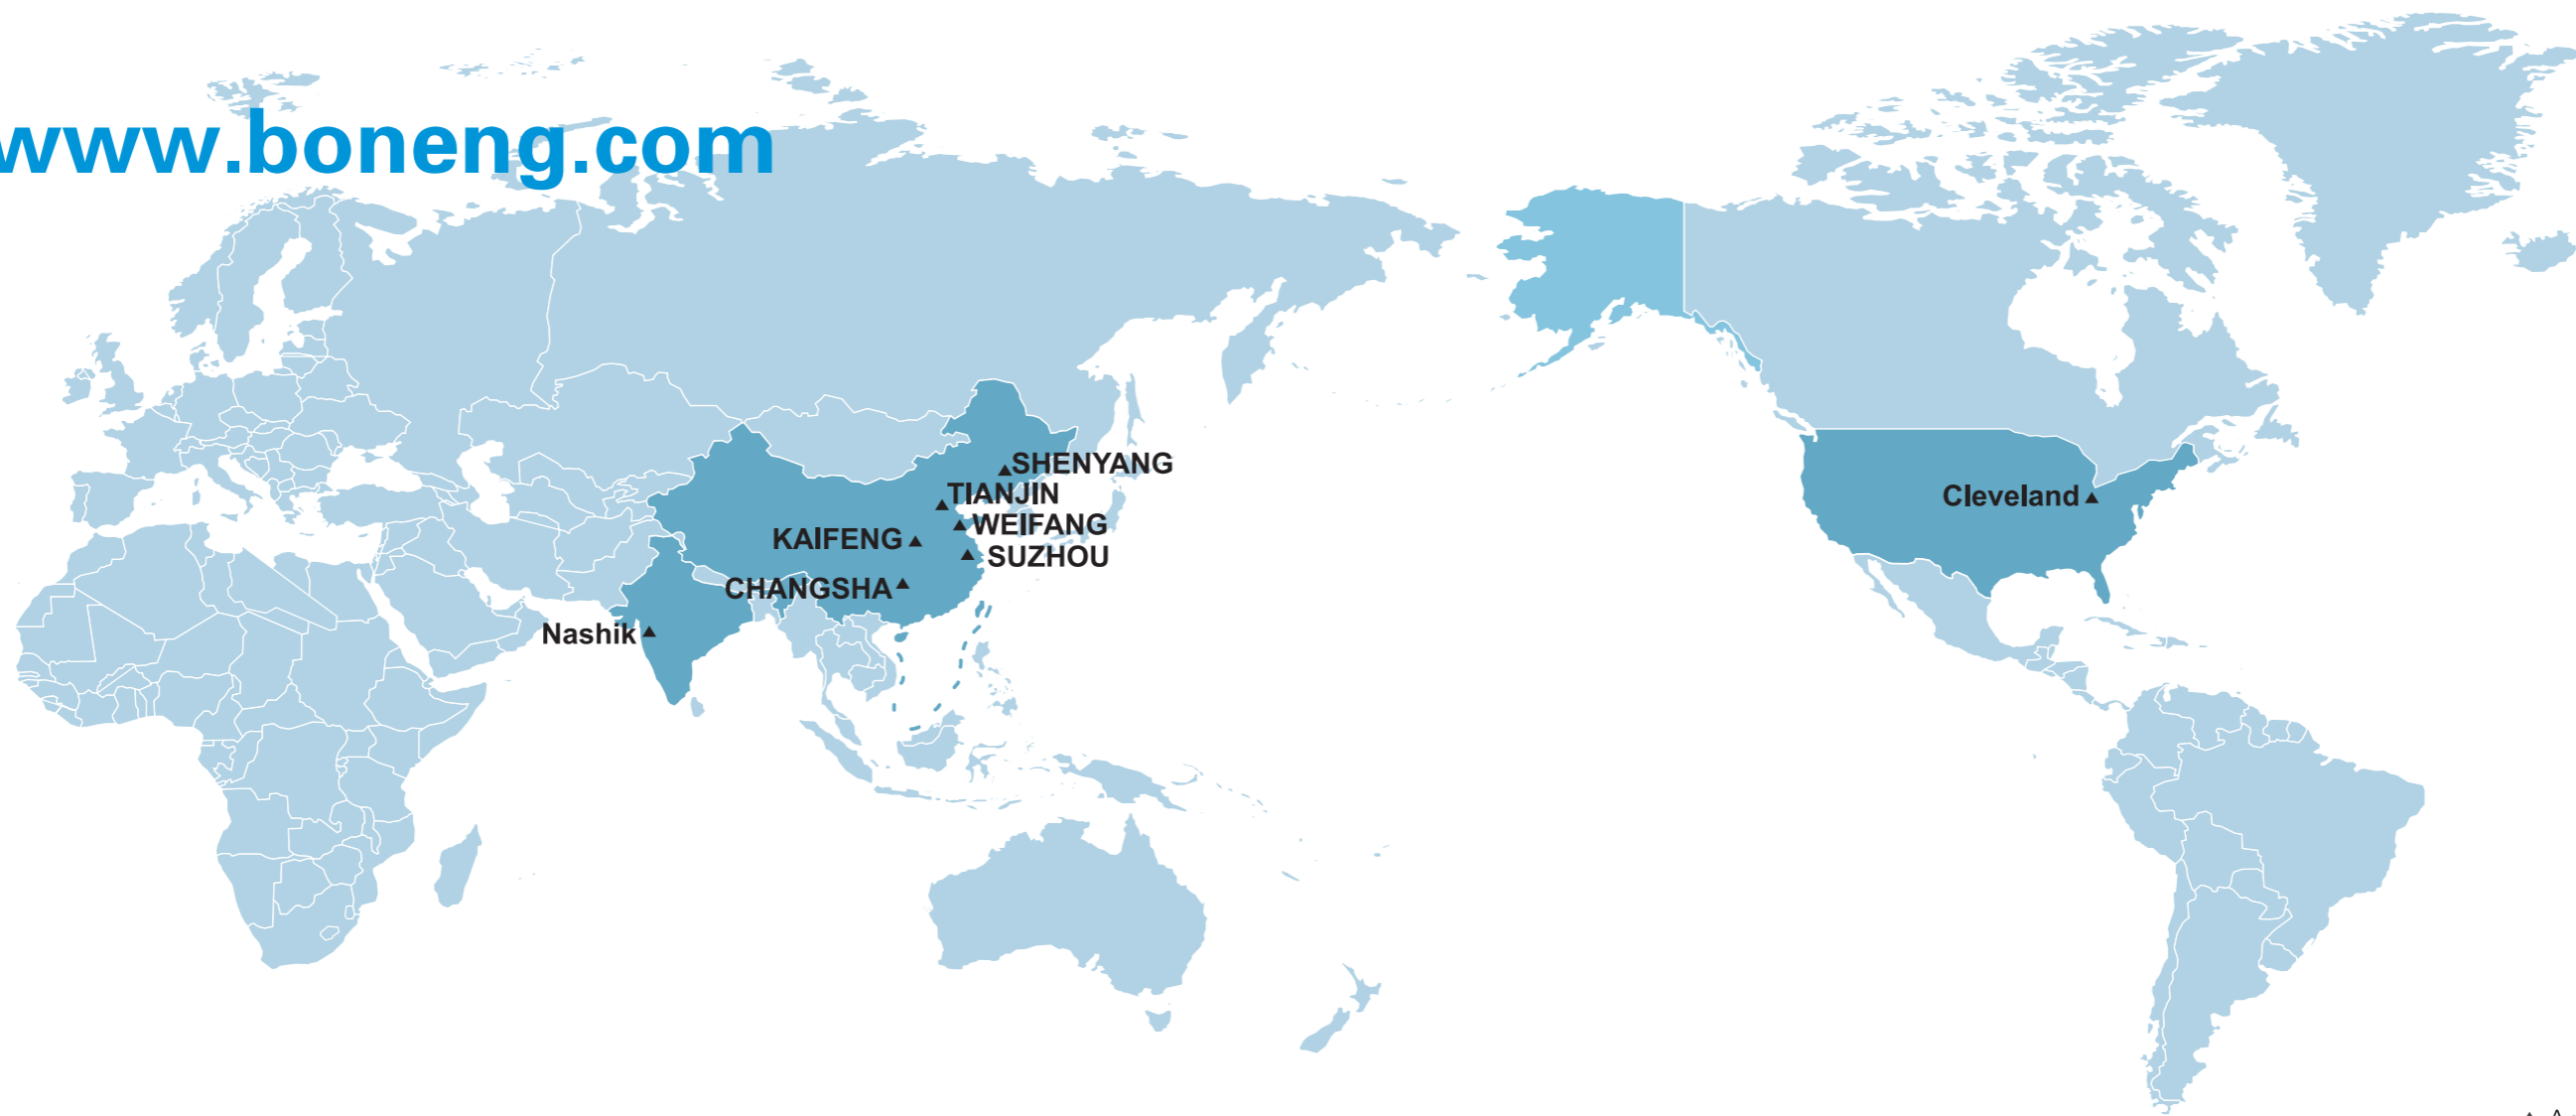 www.boneng.com
SHENYANG
TIANJIN
WEIFANG
KAIFENG
SUZHOU
CHANGSHA
Nashik
Cleveland